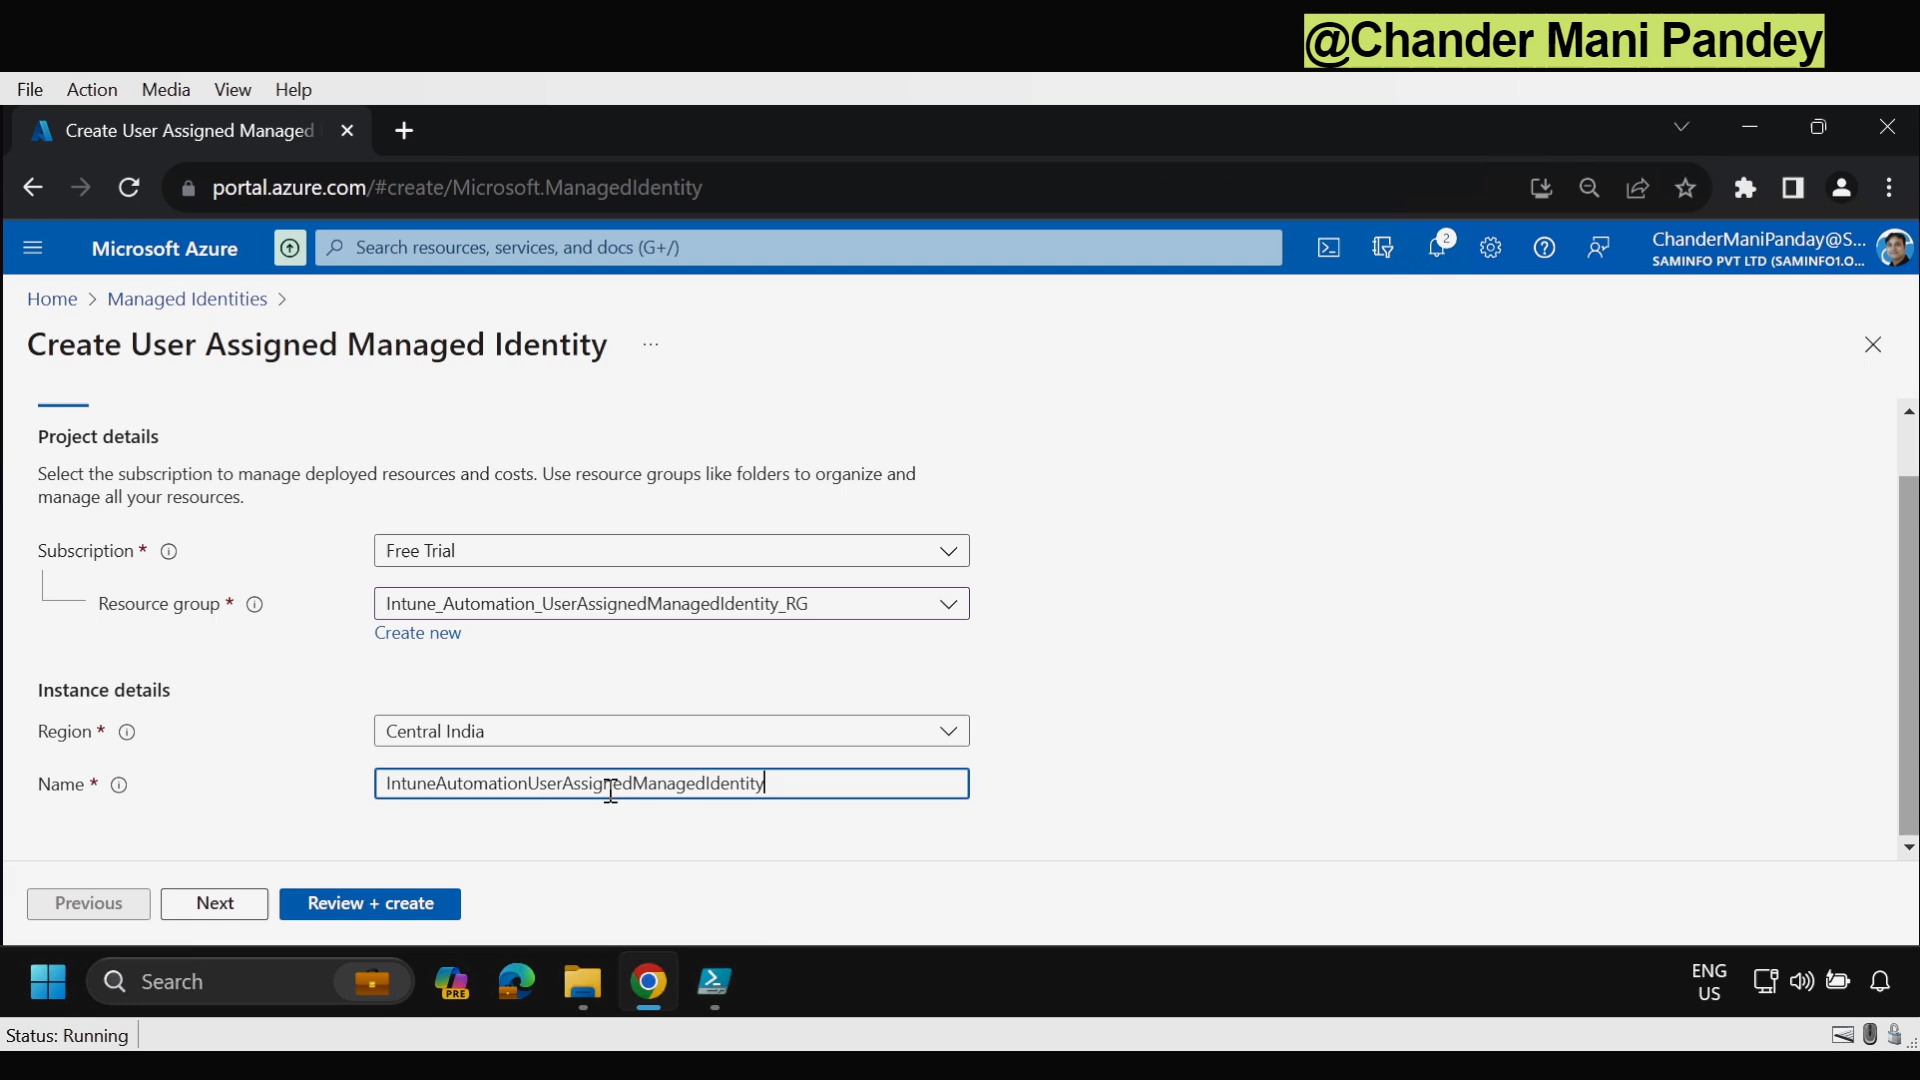 @Chander Mani Pandey
File Action Media View Help
Create User Assigned Managed
portal.azure.com/#create/Microsoft.ManagedIdentity
Microsoft Azure
Search resources, services, and docs (G+/)
2
ChanderManiPanday@S...
SAMINFO PVT LTD (SAMINFO1.O...
Home > Managed Identities >
Create User Assigned Managed Identity ...
Project details
Select the subscription to manage deployed resources and costs. Use resource groups like folders to organize and
manage all your resources.
Subscription *
Free Trial
Resource group *
Intune_Automation_UserAssignedManagedIdentity_RG
Create new
Instance details
Region *
Central India
Name *
IntuneAutomationUserAssignedManagedIdentity
Previous
Next
Review + create
Search
PRE
ENG
US
Status: Running